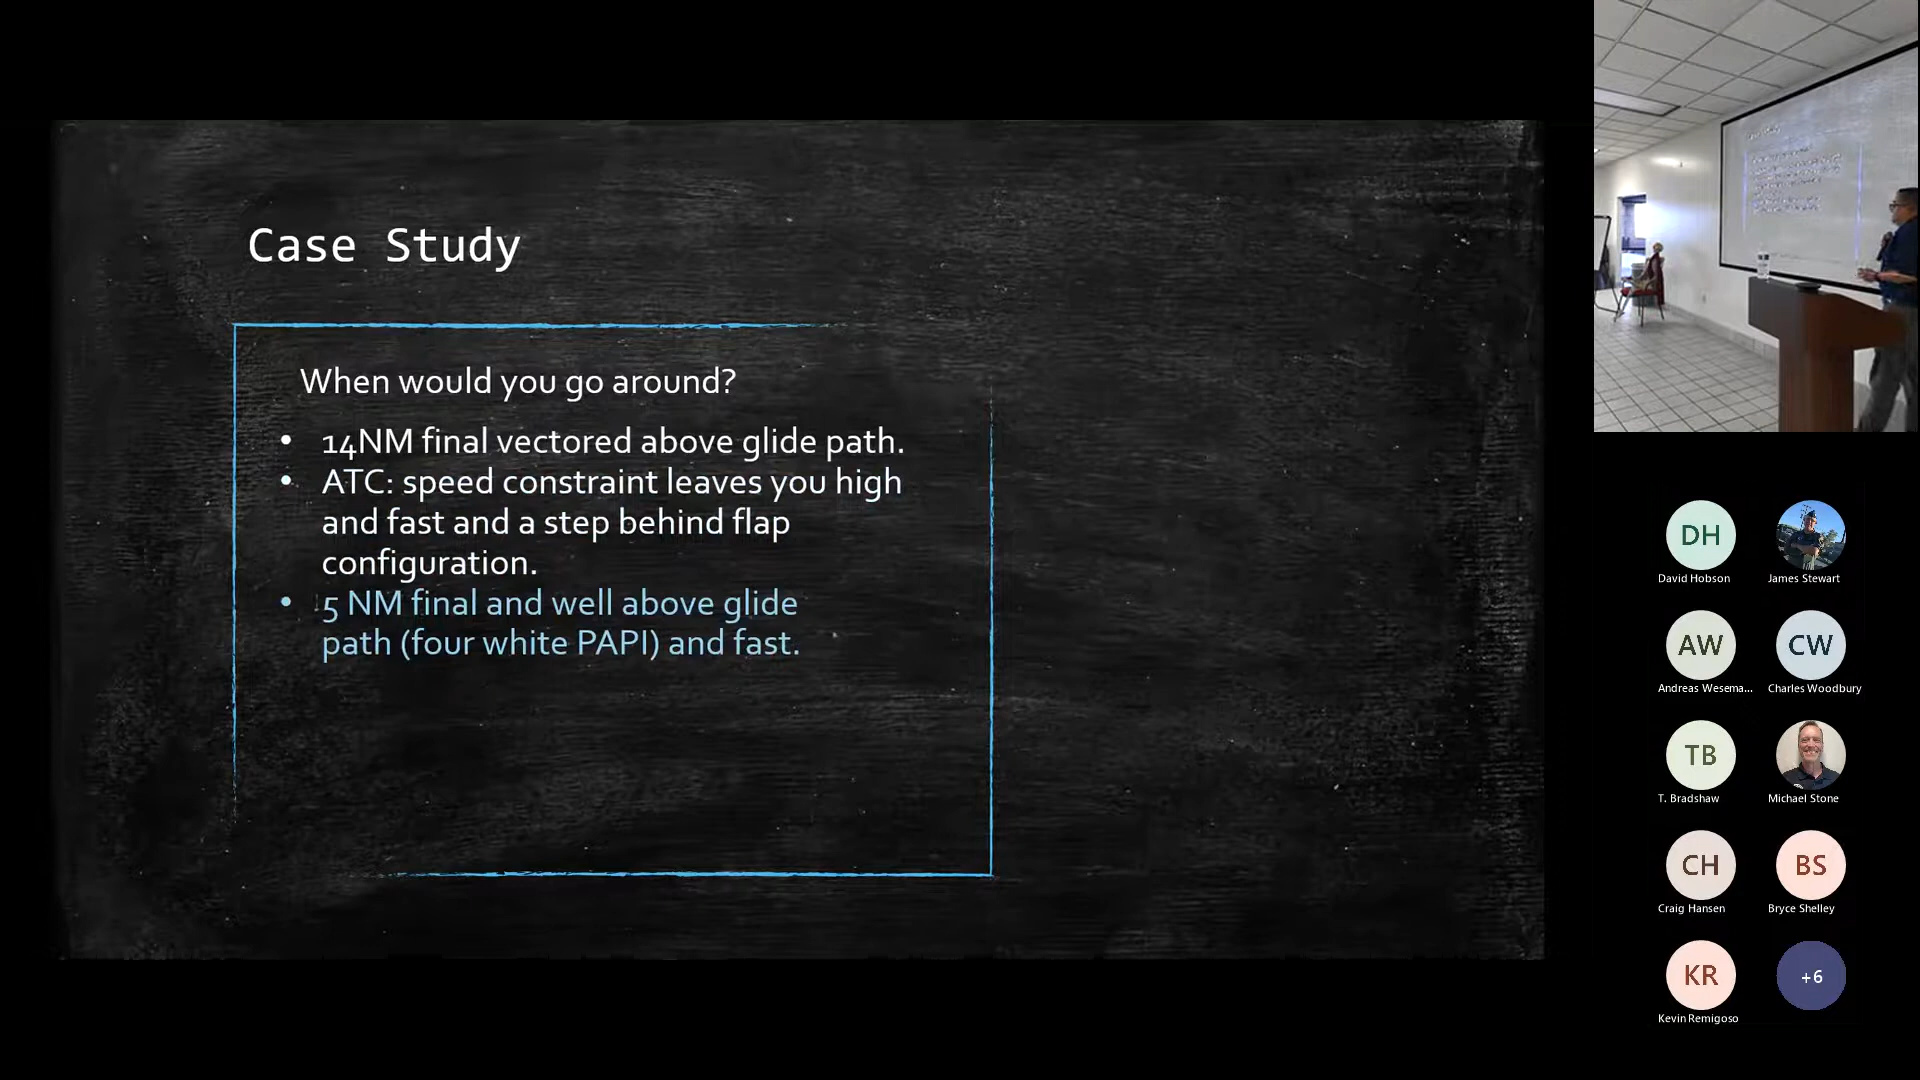 Case Study
When would you go around?
• 14NM final vectored above glide path.
• ATC: speed constraint leaves you high
and fast and a step behind flap
configuration.
• 5 NM final and well above glide
path (four white PAPI) and fast.
DH
David Hobson
James Stewart
AW
Andreas Wesema...
CW
Charles Woodbury
TB
T. Bradshaw
Michael Stone
CH
Craig Hansen
BS
Bryce Shelley
KR
Kevin Remigoso
+6